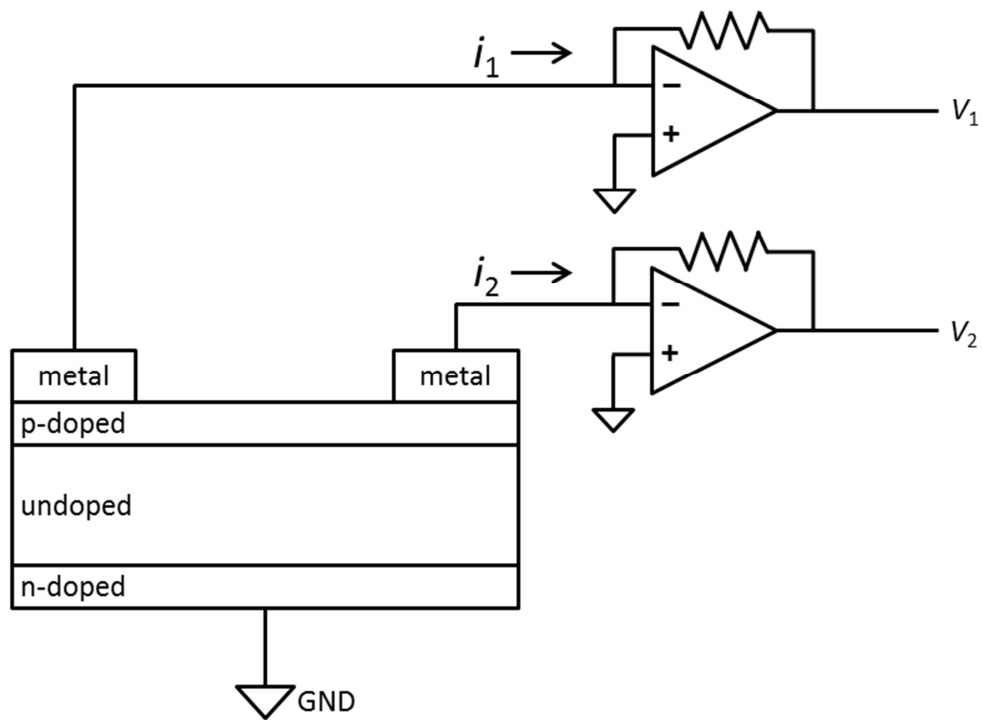 i1
−
+
V1
i2
−
+
V2
metal
metal
p-doped
undoped
n-doped
GND